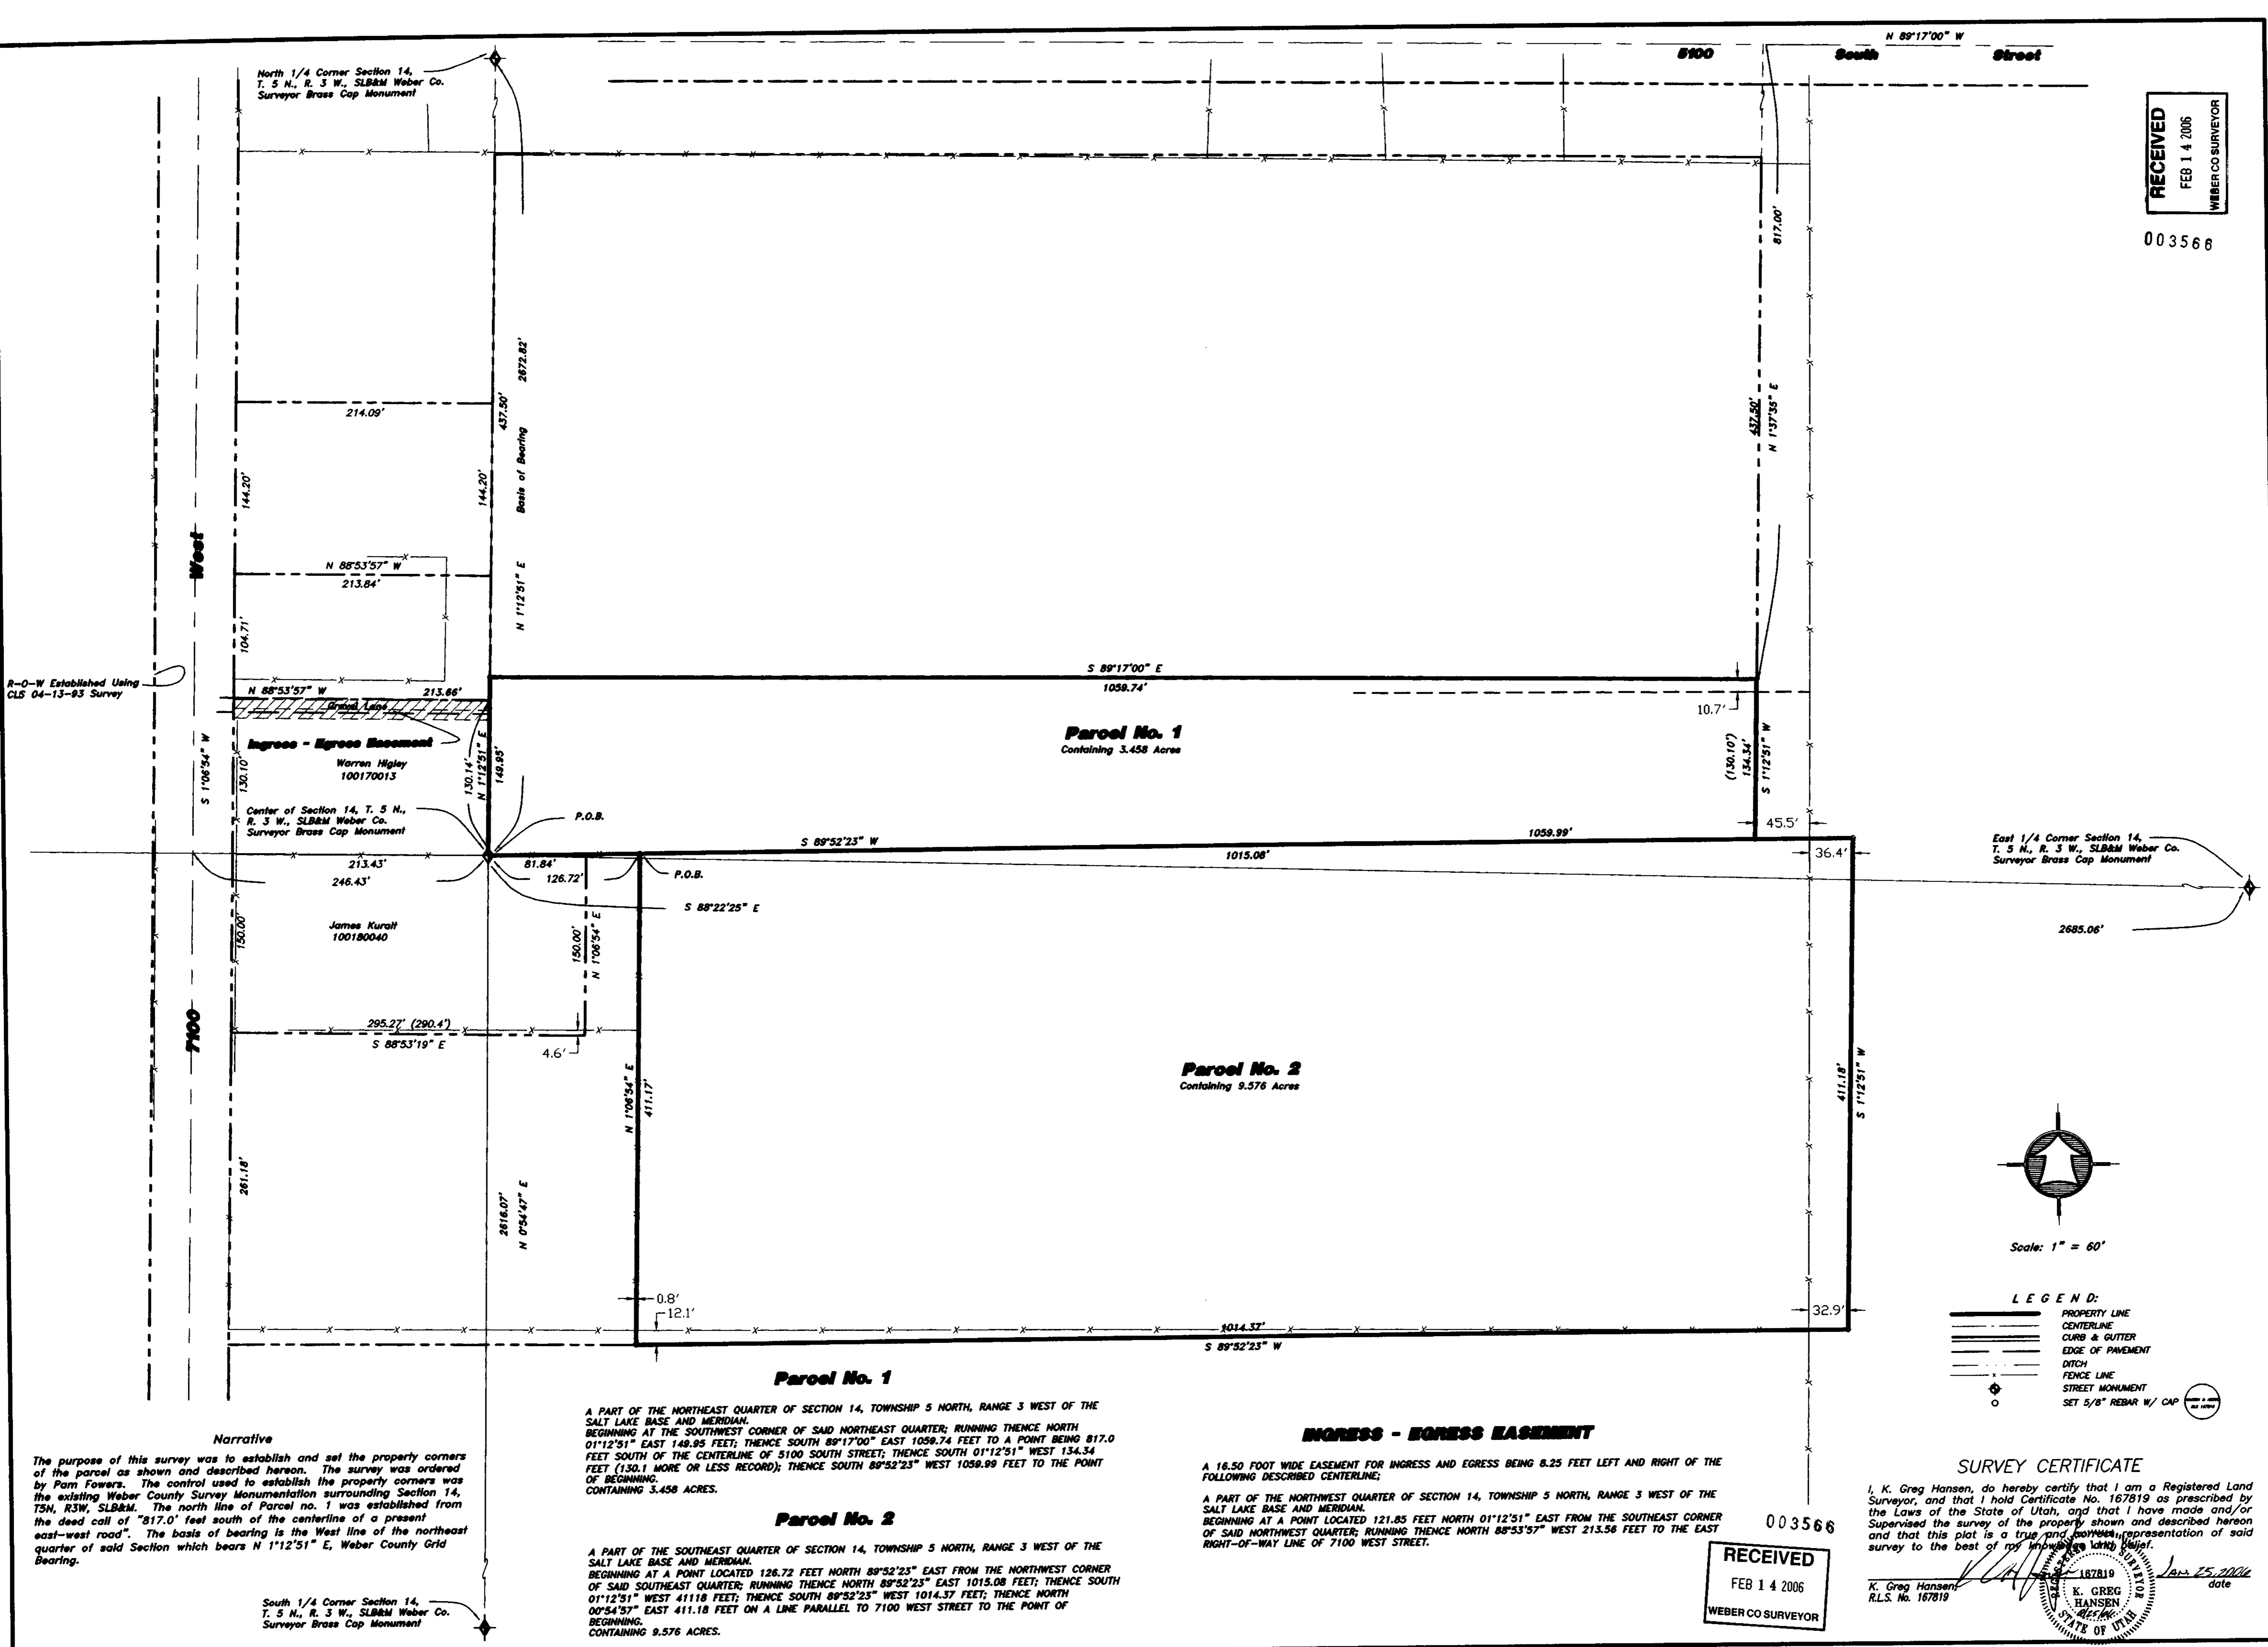 N 89°17'00" W
5100 South Street
North 1/4 Corner Section 14,
T. 5 N., R. 3 W., SLB&M Weber Co.
Surveyor Brass Cap Monument
RECEIVED
FEB 14 2006
WEBER CO SURVEYOR
003566
817.00'
2672.82'
437.50'
Basis of Bearing
N 1°12'51" E
437.50'
N 1°37'35" E
214.09'
144.20'
144.20'
West
N 88°53'57" W
213.84'
104.71'
R-O-W Established Using
CLS 04-13-93 Survey
N 88°53'57" W
213.66'
Gravel Lane
S 89°17'00" E
1059.74'
10.7'
Parcel No. 1
Containing 3.458 Acres
Ingress - Egress Easement
Warren Higley
100170013
S 1°06'54" W
130.10'
130.14'
N 1°12'51" E
149.95'
(130.10')
134.34'
S 1°12'51" W
Center of Section 14, T. 5 N.,
R. 3 W., SLB&M Weber Co.
Surveyor Brass Cap Monument
P.O.B.
45.5'
S 89°52'23" W
1059.99'
1015.08'
36.4'
East 1/4 Corner Section 14,
T. 5 N., R. 3 W., SLB&M Weber Co.
Surveyor Brass Cap Monument
213.43'
81.84'
246.43'
126.72'
P.O.B.
S 88°22'25" E
2685.06'
James Kuralt
100180040
150.00'
150.00'
N 1°06'54" E
7100
295.27' (290.4')
S 88°53'19" E
4.6'
N 1°06'54" E
411.17'
Parcel No. 2
Containing 9.576 Acres
411.18'
S 1°12'51" W
261.18'
2616.07'
N 0°54'47" E
Scale: 1" = 60'
0.8'
12.1'
32.9'
1014.37'
S 89°52'23" W
LEGEND:
PROPERTY LINE
CENTERLINE
CURB & GUTTER
EDGE OF PAVEMENT
DITCH
FENCE LINE
STREET MONUMENT
SET 5/8" REBAR W/ CAP
Narrative
The purpose of this survey was to establish and set the property corners
of the parcel as shown and described hereon. The survey was ordered
by Pam Fowers. The control used to establish the property corners was
the existing Weber County Survey Monumentation surrounding Section 14,
T5N, R3W, SLB&M. The north line of Parcel no. 1 was established from
the deed call of "817.0' feet south of the centerline of a present
east-west road". The basis of bearing is the West line of the northeast
quarter of said Section which bears N 1°12'51" E, Weber County Grid
Bearing.
South 1/4 Corner Section 14,
T. 5 N., R. 3 W., SLB&M Weber Co.
Surveyor Brass Cap Monument
Parcel No. 1
A PART OF THE NORTHEAST QUARTER OF SECTION 14, TOWNSHIP 5 NORTH, RANGE 3 WEST OF THE
SALT LAKE BASE AND MERIDIAN.
BEGINNING AT THE SOUTHWEST CORNER OF SAID NORTHEAST QUARTER; RUNNING THENCE NORTH
01°12'51" EAST 149.95 FEET; THENCE SOUTH 89°17'00" EAST 1059.74 FEET TO A POINT BEING 817.0
FEET SOUTH OF THE CENTERLINE OF 5100 SOUTH STREET; THENCE SOUTH 01°12'51" WEST 134.34
FEET (130.1 MORE OR LESS RECORD); THENCE SOUTH 89°52'23" WEST 1059.99 FEET TO THE POINT
OF BEGINNING.
CONTAINING 3.458 ACRES.
Parcel No. 2
A PART OF THE SOUTHEAST QUARTER OF SECTION 14, TOWNSHIP 5 NORTH, RANGE 3 WEST OF THE
SALT LAKE BASE AND MERIDIAN.
BEGINNING AT A POINT LOCATED 126.72 FEET NORTH 89°52'23" EAST FROM THE NORTHWEST CORNER
OF SAID SOUTHEAST QUARTER; RUNNING THENCE NORTH 89°52'23" EAST 1015.08 FEET; THENCE SOUTH
01°12'51" WEST 41118 FEET; THENCE SOUTH 89°52'23" WEST 1014.37 FEET; THENCE NORTH
00°54'57" EAST 411.18 FEET ON A LINE PARALLEL TO 7100 WEST STREET TO THE POINT OF
BEGINNING.
CONTAINING 9.576 ACRES.
INGRESS - EGRESS EASEMENT
A 16.50 FOOT WIDE EASEMENT FOR INGRESS AND EGRESS BEING 8.25 FEET LEFT AND RIGHT OF THE
FOLLOWING DESCRIBED CENTERLINE;
A PART OF THE NORTHWEST QUARTER OF SECTION 14, TOWNSHIP 5 NORTH, RANGE 3 WEST OF THE
SALT LAKE BASE AND MERIDIAN.
BEGINNING AT A POINT LOCATED 121.85 FEET NORTH 01°12'51" EAST FROM THE SOUTHEAST CORNER
OF SAID NORTHWEST QUARTER; RUNNING THENCE NORTH 88°53'57" WEST 213.56 FEET TO THE EAST
RIGHT-OF-WAY LINE OF 7100 WEST STREET.
003566
RECEIVED
FEB 14 2006
WEBER CO SURVEYOR
SURVEY CERTIFICATE
I, K. Greg Hansen, do hereby certify that I am a Registered Land
Surveyor, and that I hold Certificate No. 167819 as prescribed by
the Laws of the State of Utah, and that I have made and/or
Supervised the survey of the property shown and described hereon
and that this plat is a true and correct representation of said
survey to the best of my knowledge and belief.
K. Greg Hansen
R.L.S. No. 167819
REGISTERED LAND SURVEYOR
167819
K. GREG
HANSEN
STATE OF UTAH
JAN 25, 2006
date